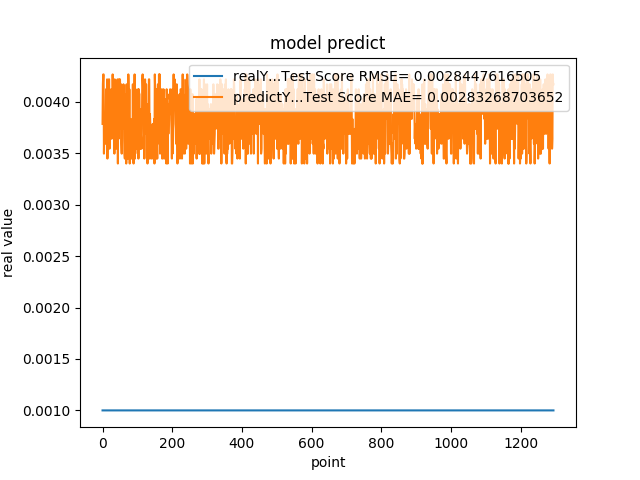 model predict
realY...Test Score RMSE= 0.0028447616505
predictY...Test Score MAE= 0.00283268703652
0.0040
0.0035
0.0030
0.0025
0.0020
0.0015
0.0010
real value
0 200 400 600 800 1000 1200
point